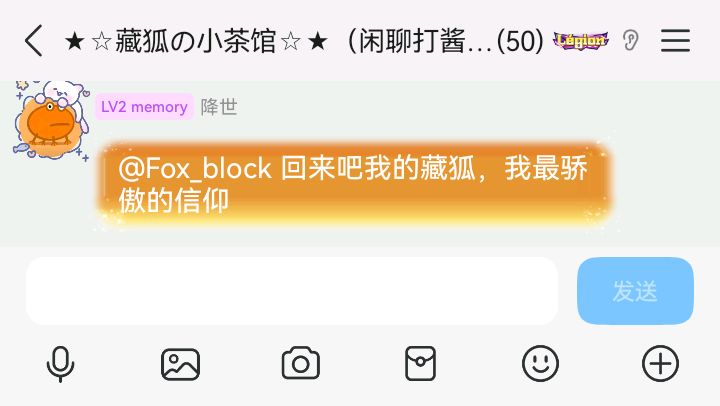 ★☆藏狐の小茶馆☆★（闲聊打酱…(50) Légion
LV2 memory 降世
@Fox_block 回来吧我的藏狐，我最骄
傲的信仰
发送